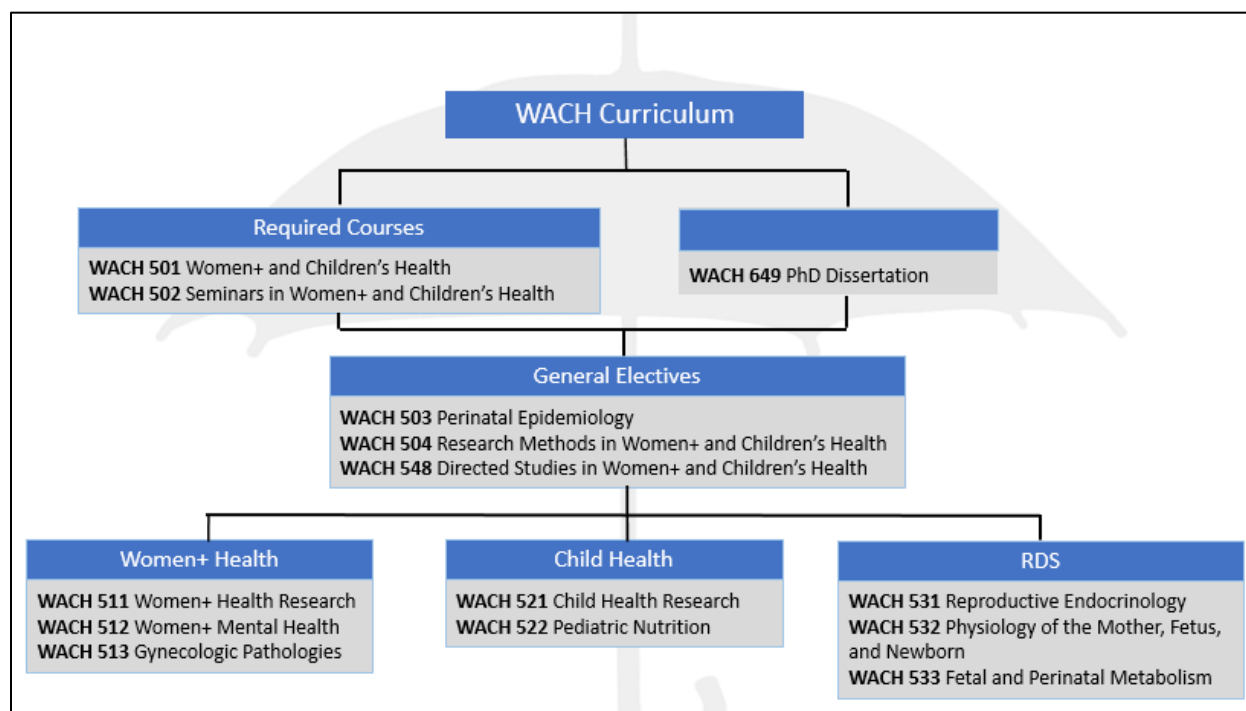 WACH Curriculum
Required Courses
WACH 501 Women+ and Children’s Health
WACH 502 Seminars in Women+ and Children’s Health
WACH 649 PhD Dissertation
General Electives
WACH 503 Perinatal Epidemiology
WACH 504 Research Methods in Women+ and Children’s Health
WACH 548 Directed Studies in Women+ and Children’s Health
Women+ Health
WACH 511 Women+ Health Research
WACH 512 Women+ Mental Health
WACH 513 Gynecologic Pathologies
Child Health
WACH 521 Child Health Research
WACH 522 Pediatric Nutrition
RDS
WACH 531 Reproductive Endocrinology
WACH 532 Physiology of the Mother, Fetus,
and Newborn
WACH 533 Fetal and Perinatal Metabolism